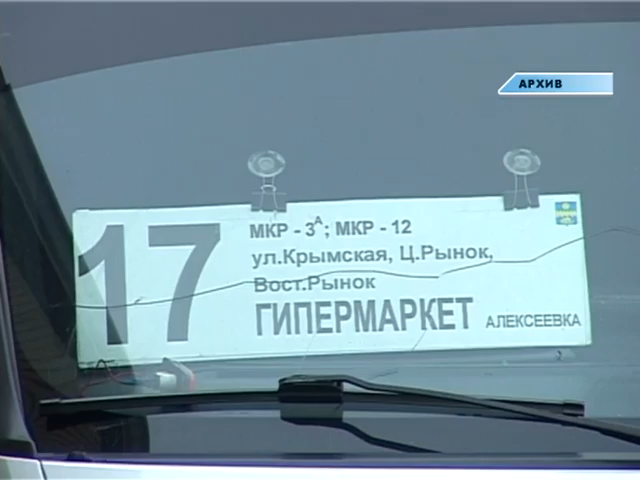 АРХИВ
17
МКР - 3А; МКР - 12
ул.Крымская, Ц.Рынок,
Вост.Рынок
ГИПЕРМАРКЕТ АЛЕКСЕЕВКА